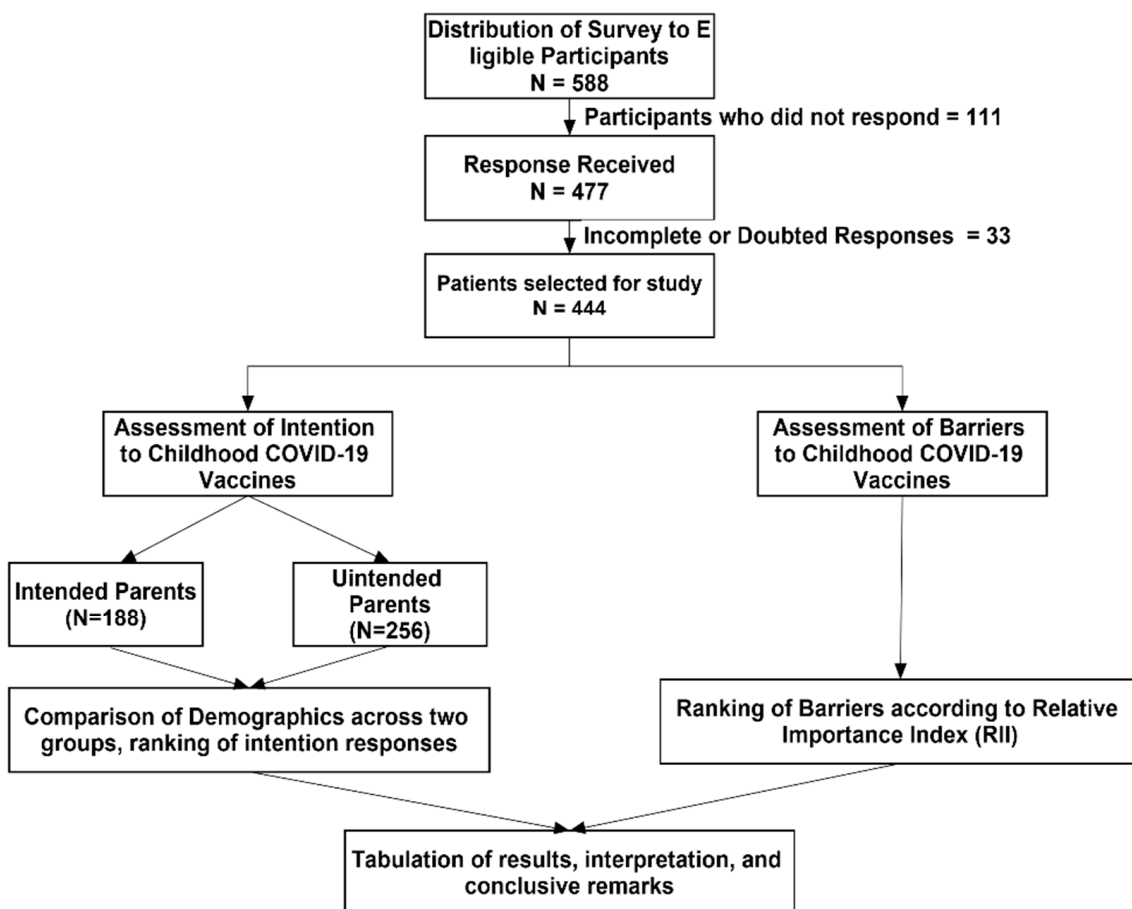 Distribution of Survey to E
ligible Participants
N = 588
Participants who did not respond = 111
Response Received
N = 477
Incomplete or Doubted Responses = 33
Patients selected for study
N = 444
Assessment of Intention
to Childhood COVID-19
Vaccines
Assessment of Barriers
to Childhood COVID-19
Vaccines
Intended Parents
(N=188)
Uintended
Parents
(N=256)
Comparison of Demographics across two
groups, ranking of intention responses
Ranking of Barriers according to Relative
Importance Index (RII)
Tabulation of results, interpretation, and
conclusive remarks